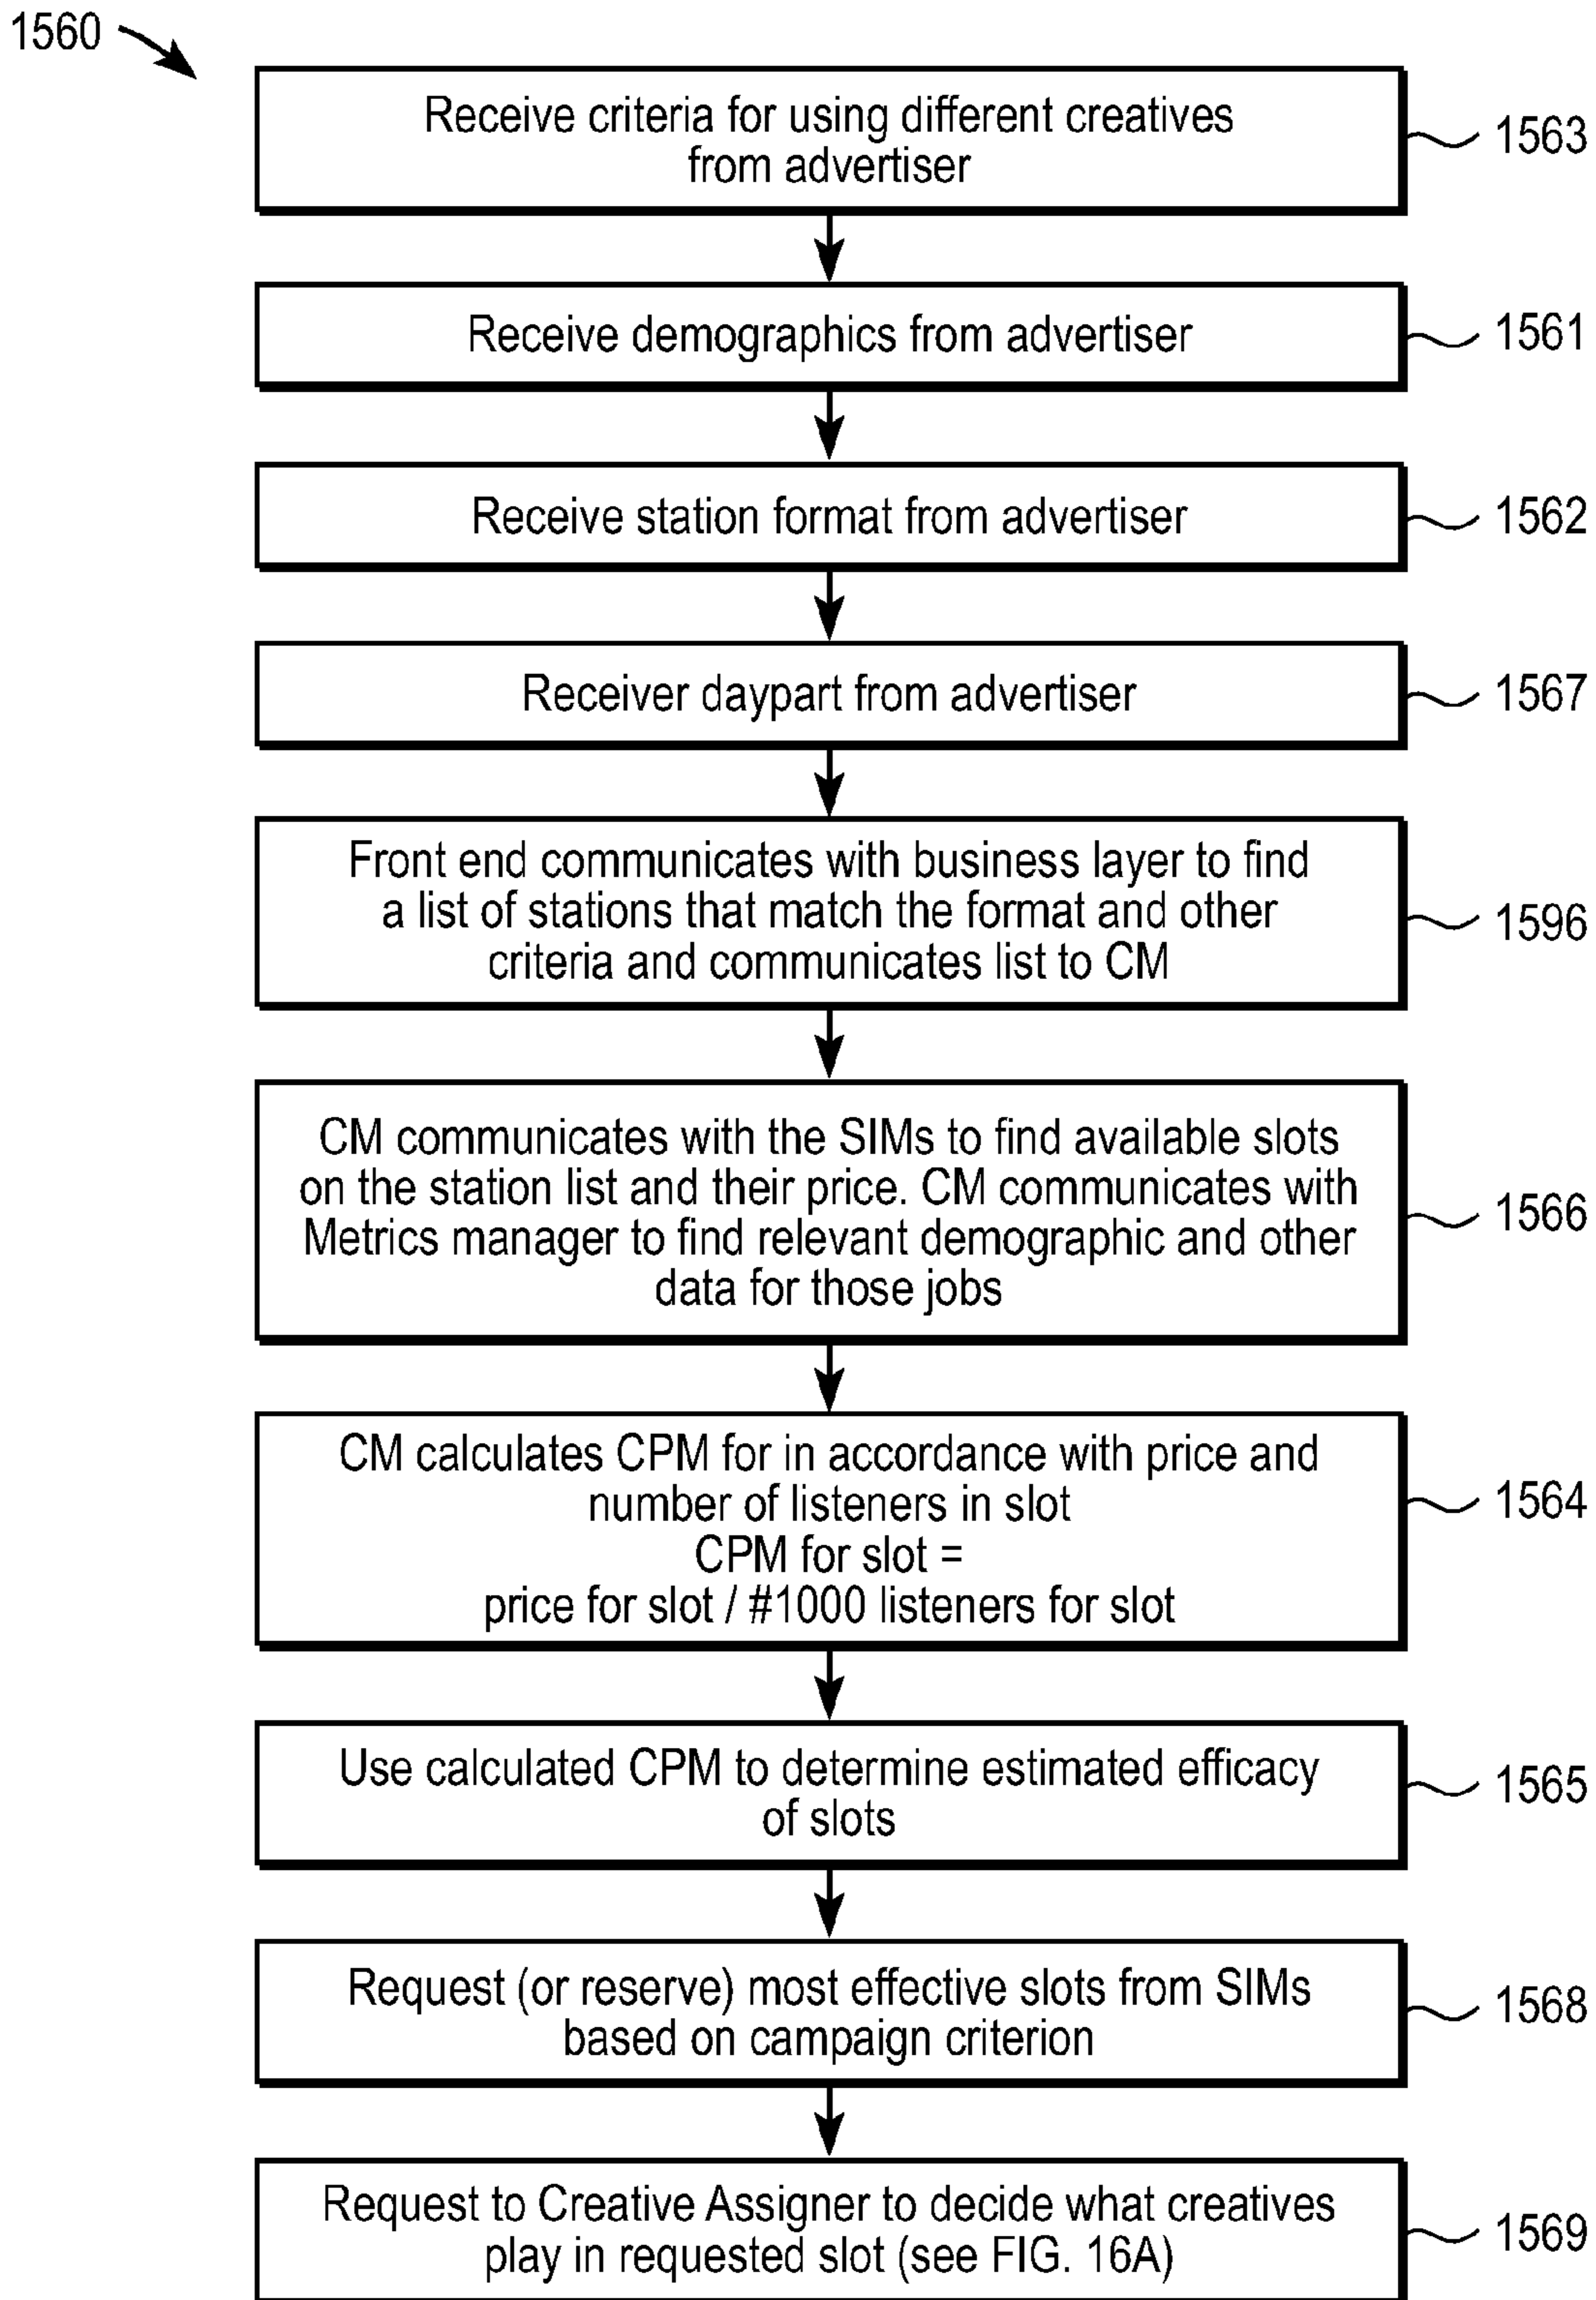 1560
Receive criteria for using different creatives
from advertiser
1563
Receive demographics from advertiser
1561
Receive station format from advertiser
1562
Receiver daypart from advertiser
1567
Front end communicates with business layer to find
a list of stations that match the format and other
criteria and communicates list to CM
1596
CM communicates with the SIMs to find available slots
on the station list and their price. CM communicates with
Metrics manager to find relevant demographic and other
data for those jobs
1566
CM calculates CPM for in accordance with price and
number of listeners in slot
CPM for slot =
price for slot / #1000 listeners for slot
1564
Use calculated CPM to determine estimated efficacy
of slots
1565
Request (or reserve) most effective slots from SIMs
based on campaign criterion
1568
Request to Creative Assigner to decide what creatives
play in requested slot (see FIG. 16A)
1569